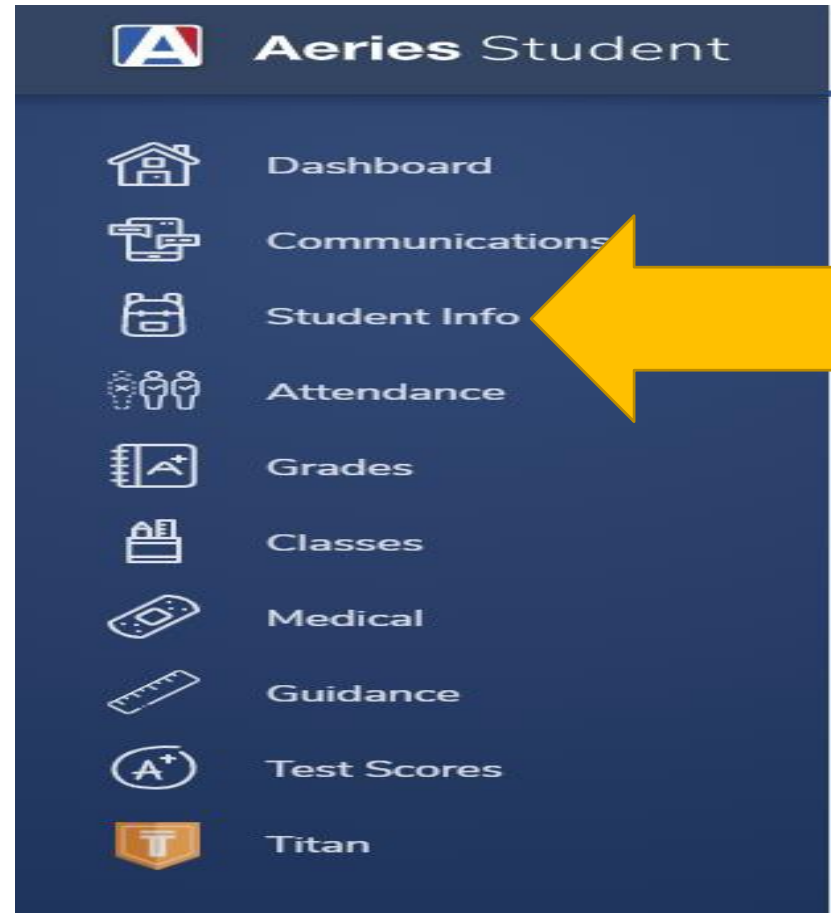 Aeries Student
Dashboard
Communications
Student Info
Attendance
Grades
Classes
Medical
Guidance
Test Scores
Titan